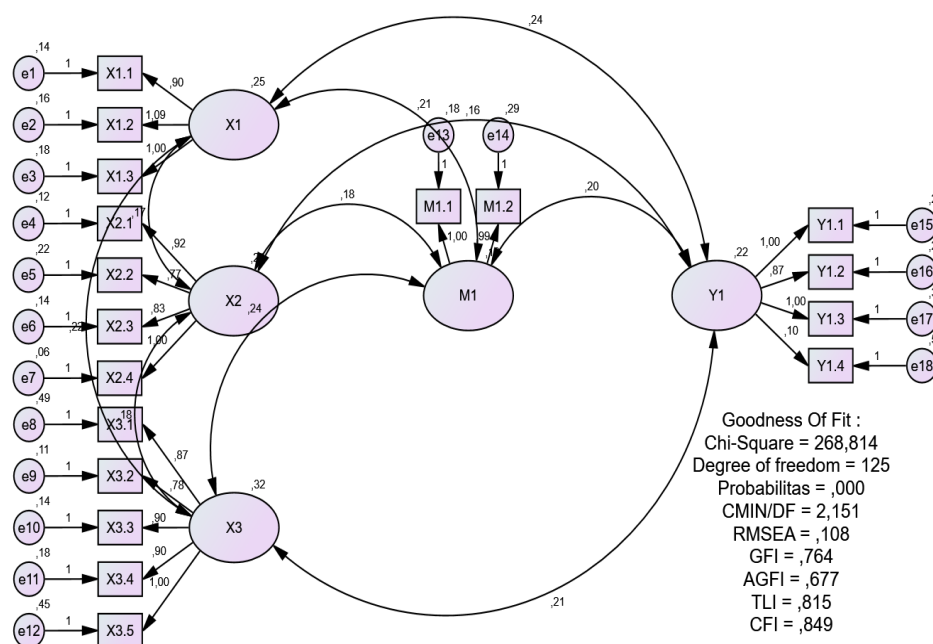 ,24
,14
e1 1 X1.1
,90
,25
,16
e2 1 X1.2 1,09 X1
,21 ,18 ,16 ,29
e13 e14
,18
e3 1 X1.3 1,00
1 1
,12
e4 1 X2.1 ,17
,18
M1.1 M1.2
,20
,22
,92
1,00 ,99
,22
Y1.1 1 e15
1,00
e5 1 X2.2 ,77
X2
M1
Y1
,87 Y1.2 1 e16
,14
e6 1 X2.3 ,83
,24
1,00 Y1.3 1 e17
,06
1,00
,10
e7 1 X2.4
Y1.4 1 e18
,49
e8 1 X3.1 ,18
,87
Goodness Of Fit :
Chi-Square = 268,814
,11
e9 1 X3.2 ,78
Degree of freedom = 125
Probabilitas = ,000
,32
,14
e10 1 X3.3 ,90 X3
CMIN/DF = 2,151
RMSEA = ,108
,18
,90
e11 1 X3.4
GFI = ,764
1,00
AGFI = ,677
,45
,21
TLI = ,815
e12 1 X3.5
CFI = ,849